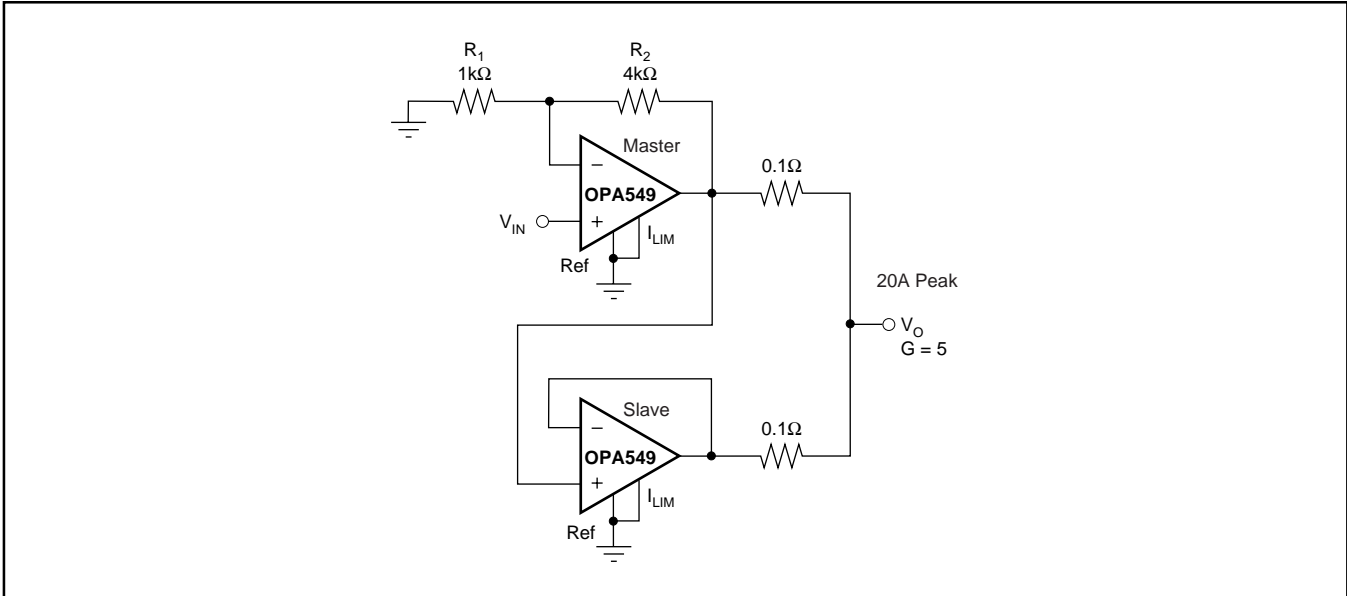 R1
1kΩ
R2
4kΩ
Master
−
OPA549
+
VIN
ILIM
Ref
0.1Ω
20A Peak
VO
G = 5
Slave
−
OPA549
+
ILIM
Ref
0.1Ω